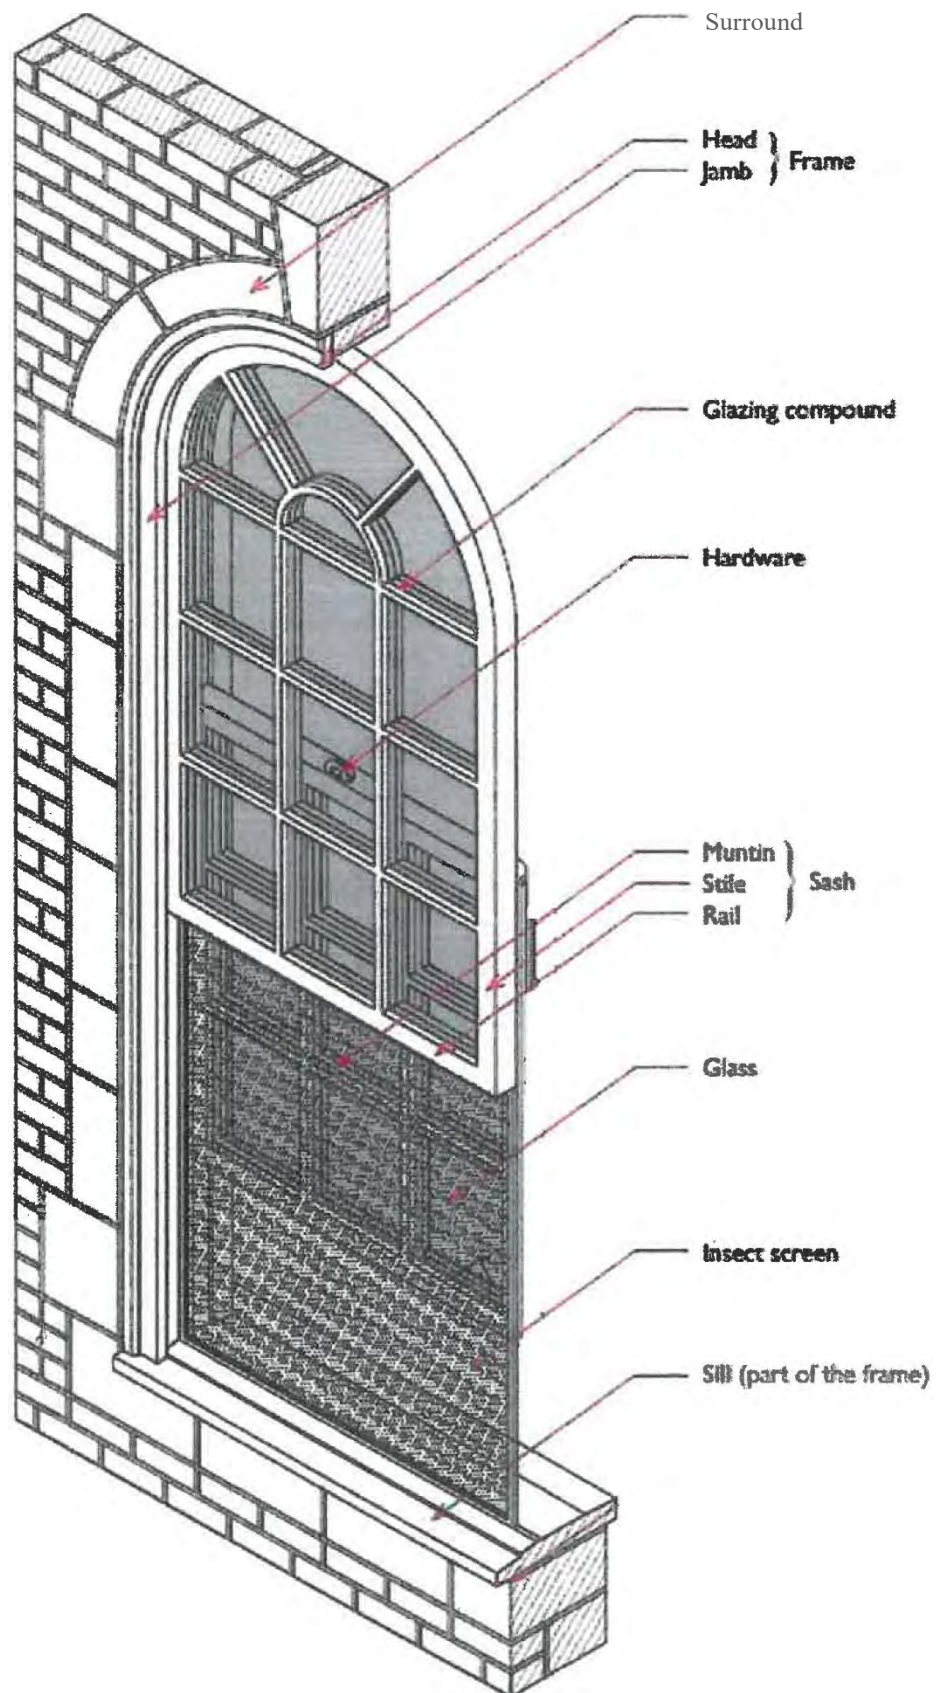 Surround
Head
Jamb
Frame
Glazing compound
Hardware
Muntin
Stile
Rail
Sash
Glass
Insect screen
Sill (part of the frame)